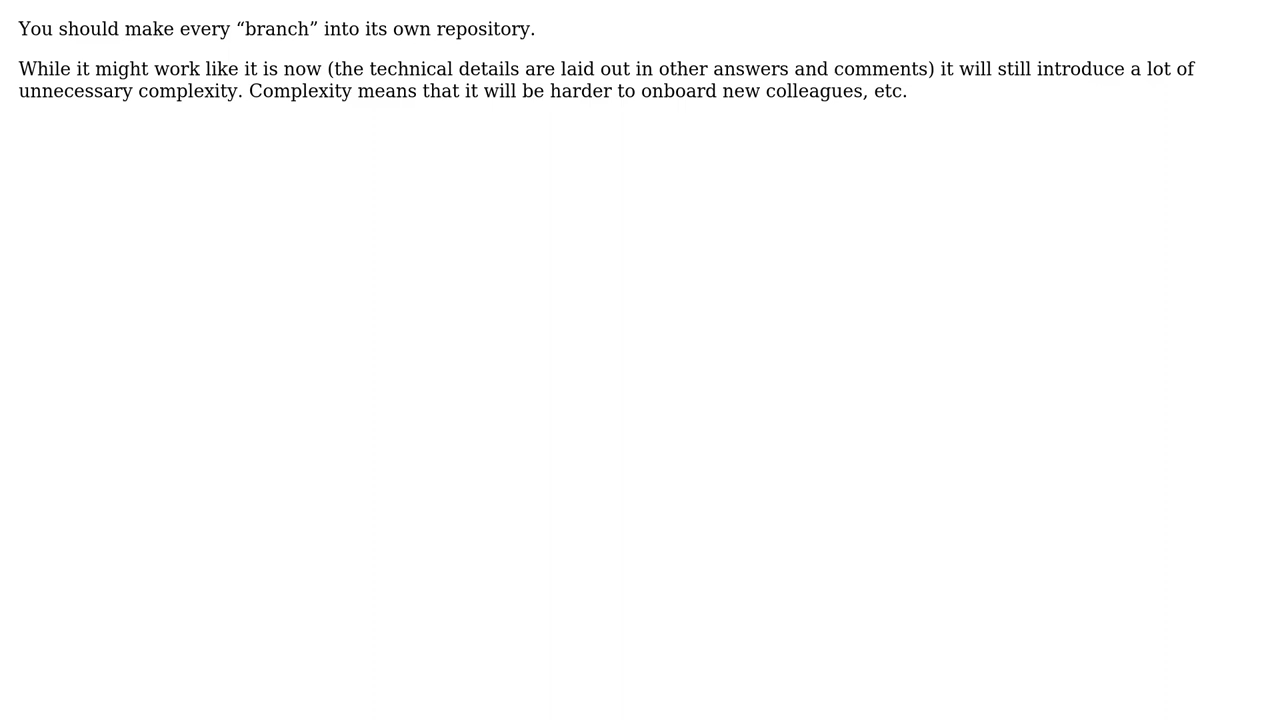 You should make every “branch” into its own repository.
While it might work like it is now (the technical details are laid out in other answers and comments) it will still introduce a lot of
unnecessary complexity. Complexity means that it will be harder to onboard new colleagues, etc.